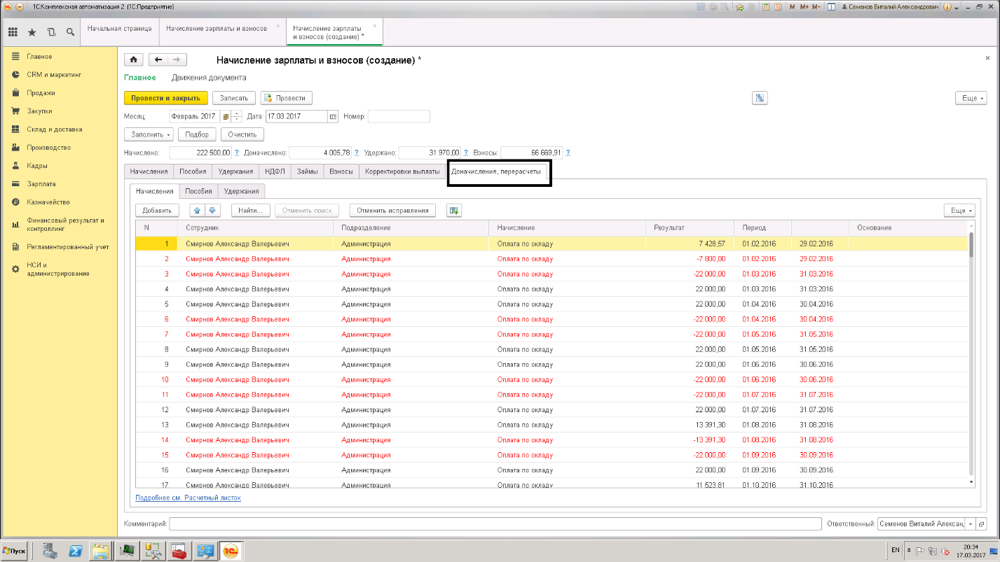 1С:Комплексная автоматизация 2 (1С:Предприятие)
M M+ M- Семенов Виталий Александрович
Начальная страница
Начисление зарплаты и взносов
Начисление зарплаты и взносов (создание) *
Главное
CRM и маркетинг
Продажи
Закупки
Склад и доставка
Производство
Кадры
Зарплата
Казначейство
Финансовый результат и
контроллинг
Регламентированный учет
НСИ и
администрирование
Начисление зарплаты и взносов (создание) *
Главное Движения документа
Провести и закрыть Записать Провести Еще
Месяц: Февраль 2017 Дата: 17.03.2017 Номер:
Заполнить Подбор Очистить
Начислено: 222 500,00 ? Доначислено: 4 005,78 ? Удержано: 31 970,00 ? Взносы: 66 669,91 ?
Начисления Пособия Удержания НДФЛ Займы Взносы Корректировки выплаты Доначисления, перерасчеты
Начисления Пособия Удержания
Добавить Найти... Отменить поиск Отменить исправления Еще
N Сотрудник Подразделение Начисление Результат Период Основание
1 Смирнов Александр Валерьевич Администрация Оплата по окладу 7 428,57 01.02.2016 29.02.2016
2 Смирнов Александр Валерьевич Администрация Оплата по окладу -7 800,00 01.02.2016 29.02.2016
3 Смирнов Александр Валерьевич Администрация Оплата по окладу -22 000,00 01.03.2016 31.03.2016
4 Смирнов Александр Валерьевич Администрация Оплата по окладу 22 000,00 01.03.2016 31.03.2016
5 Смирнов Александр Валерьевич Администрация Оплата по окладу 22 000,00 01.04.2016 30.04.2016
6 Смирнов Александр Валерьевич Администрация Оплата по окладу -22 000,00 01.04.2016 30.04.2016
7 Смирнов Александр Валерьевич Администрация Оплата по окладу -22 000,00 01.05.2016 31.05.2016
8 Смирнов Александр Валерьевич Администрация Оплата по окладу 22 000,00 01.05.2016 31.05.2016
9 Смирнов Александр Валерьевич Администрация Оплата по окладу 22 000,00 01.06.2016 30.06.2016
10 Смирнов Александр Валерьевич Администрация Оплата по окладу -22 000,00 01.06.2016 30.06.2016
11 Смирнов Александр Валерьевич Администрация Оплата по окладу -22 000,00 01.07.2016 31.07.2016
12 Смирнов Александр Валерьевич Администрация Оплата по окладу 22 000,00 01.07.2016 31.07.2016
13 Смирнов Александр Валерьевич Администрация Оплата по окладу 13 391,30 01.08.2016 31.08.2016
14 Смирнов Александр Валерьевич Администрация Оплата по окладу -13 391,30 01.08.2016 31.08.2016
15 Смирнов Александр Валерьевич Администрация Оплата по окладу -22 000,00 01.09.2016 30.09.2016
16 Смирнов Александр Валерьевич Администрация Оплата по окладу 22 000,00 01.09.2016 30.09.2016
17 Смирнов Александр Валерьевич Администрация Оплата по окладу 11 523,81 01.10.2016 31.10.2016
Подробнее см. Расчетный листок
Комментарий: Ответственный: Семенов Виталий Алексан
Пуск EN 20:34
17.03.2017